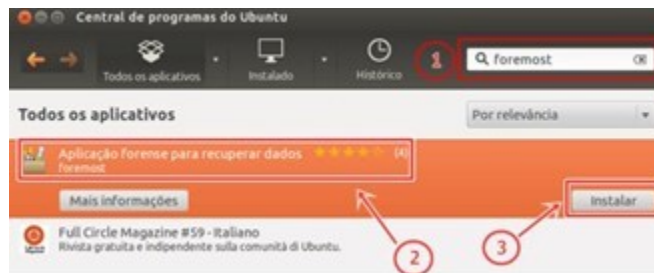 Central de programas do Ubuntu
Todos os aplicativos
Instalado
Histórico
1
foremost
Todos os aplicativos
Por relevância
Aplicação forense para recuperar dados (4)
foremost
Mais informações
Instalar
Full Circle Magazine #59 - Italiano
Rivista gratuita e indipendente sulla comunità di Ubuntu.
2
3